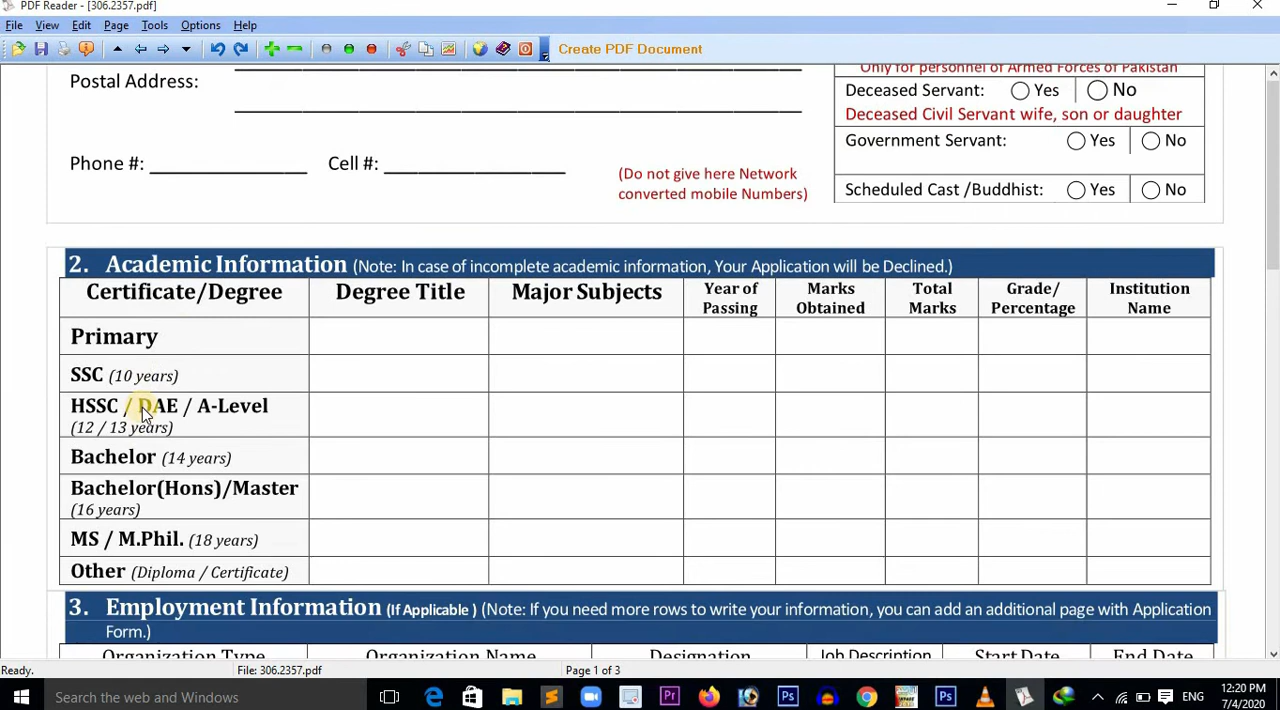 PDF Reader - [306.2357.pdf]
File View Edit Page Tools Options Help
Create PDF Document
Only for personnel of Armed Forces of Pakistan
Postal Address:
Deceased Servant: Yes No
Deceased Civil Servant wife, son or daughter
Government Servant: Yes No
Phone #: Cell #:
(Do not give here Network
converted mobile Numbers)
Scheduled Cast /Buddhist: Yes No
2. Academic Information (Note: In case of incomplete academic information, Your Application will be Declined.)
Certificate/Degree Degree Title Major Subjects Year of Passing Marks Obtained Total Marks Grade/ Percentage Institution Name
Primary
SSC (10 years)
HSSC / DAE / A-Level
(12 / 13 years)
Bachelor (14 years)
Bachelor(Hons)/Master
(16 years)
MS / M.Phil. (18 years)
Other (Diploma / Certificate)
3. Employment Information (If Applicable ) (Note: If you need more rows to write your information, you can add an additional page with Application
Form.)
Organization Type Organization Name Designation Job Description Start Date End Date
Ready. File: 306.2357.pdf Page 1 of 3
Search the web and Windows
ENG
12:20 PM
7/4/2020